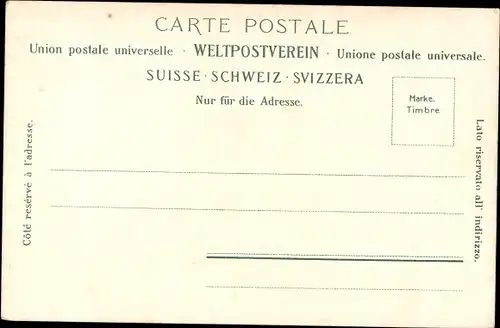 CARTE POSTALE
Union postale universelle · WELTPOSTVEREIN · Unione postale universale.
SUISSE · SCHWEIZ · SVIZZERA
Nur für die Adresse.
Marke.
Timbre
Côté resérvé à l'adresse.
Lato riservato all' indirizzo.